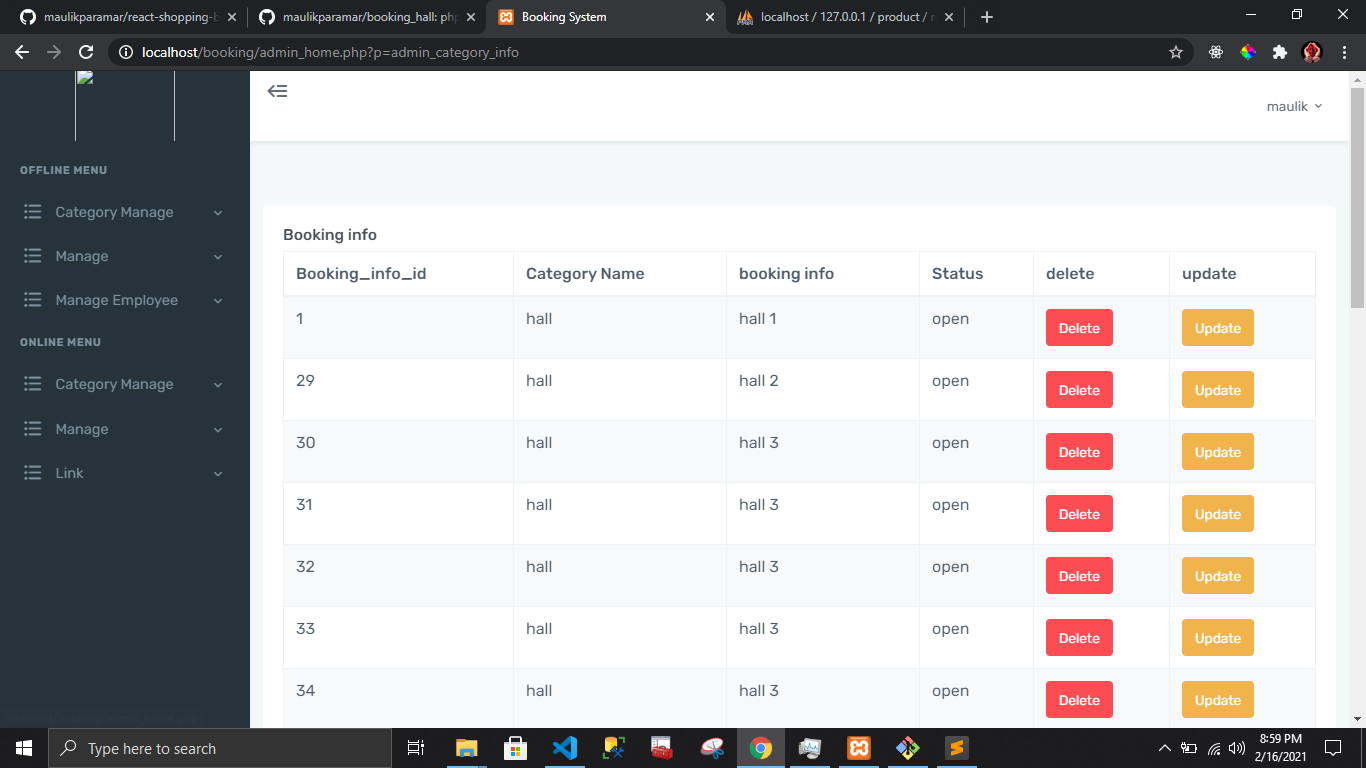 maulikparamar/react-shopping-b
maulikparamar/booking_hall: php
Booking System
localhost / 127.0.0.1 / product / r
localhost/booking/admin_home.php?p=admin_category_info
maulik
OFFLINE MENU
Category Manage
Manage
Manage Employee
ONLINE MENU
Category Manage
Manage
Link
Booking info
Booking_info_id Category Name booking info Status delete update
1 hall hall 1 open Delete Update
29 hall hall 2 open Delete Update
30 hall hall 3 open Delete Update
31 hall hall 3 open Delete Update
32 hall hall 3 open Delete Update
33 hall hall 3 open Delete Update
34 hall hall 3 open Delete Update
Type here to search
8:59 PM
2/16/2021